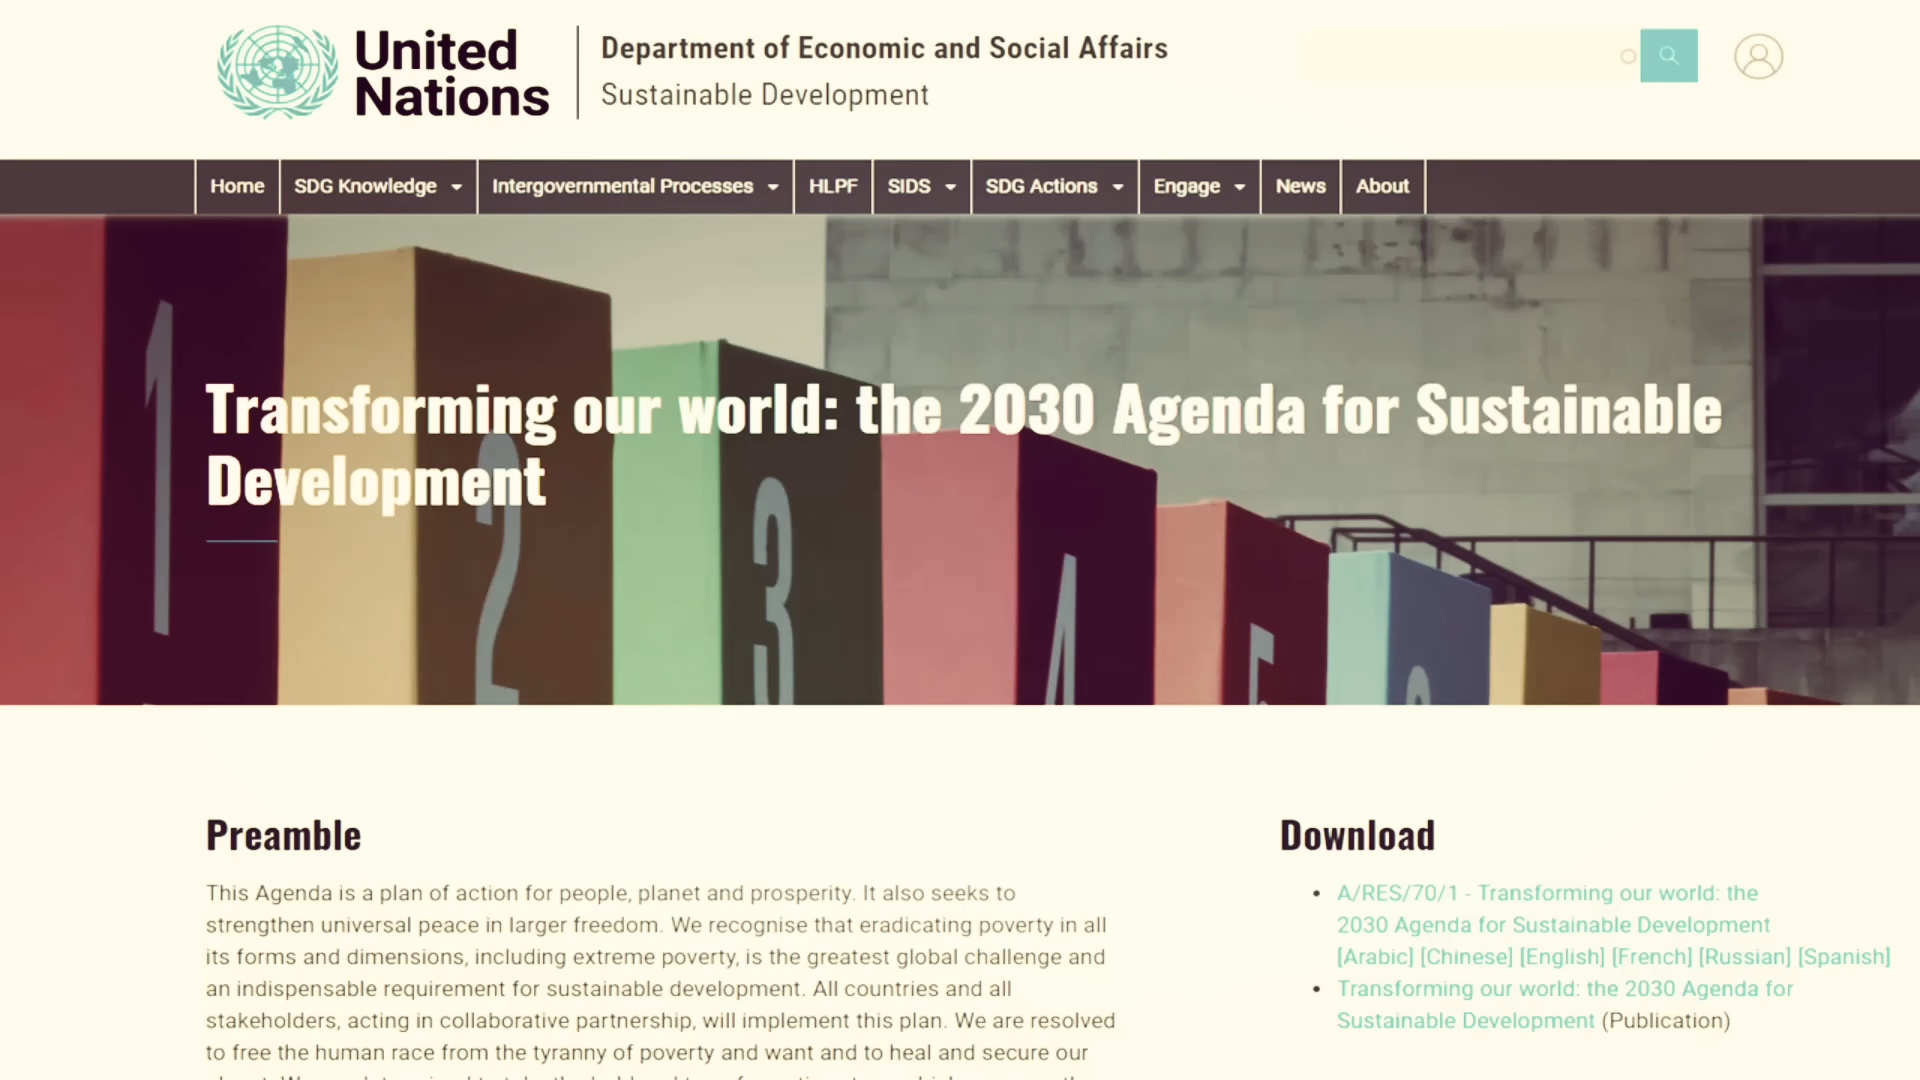 United
Nations
Department of Economic and Social Affairs
Sustainable Development
Home
SDG Knowledge
Intergovernmental Processes
HLPF
SIDS
SDG Actions
Engage
News
About
1
2
3
4
5
Transforming our world: the 2030 Agenda for Sustainable
Development
Preamble
This Agenda is a plan of action for people, planet and prosperity. It also seeks to
strengthen universal peace in larger freedom. We recognise that eradicating poverty in all
its forms and dimensions, including extreme poverty, is the greatest global challenge and
an indispensable requirement for sustainable development. All countries and all
stakeholders, acting in collaborative partnership, will implement this plan. We are resolved
to free the human race from the tyranny of poverty and want and to heal and secure our
Download
• A/RES/70/1 - Transforming our world: the
2030 Agenda for Sustainable Development
[Arabic] [Chinese] [English] [French] [Russian] [Spanish]
• Transforming our world: the 2030 Agenda for
Sustainable Development (Publication)